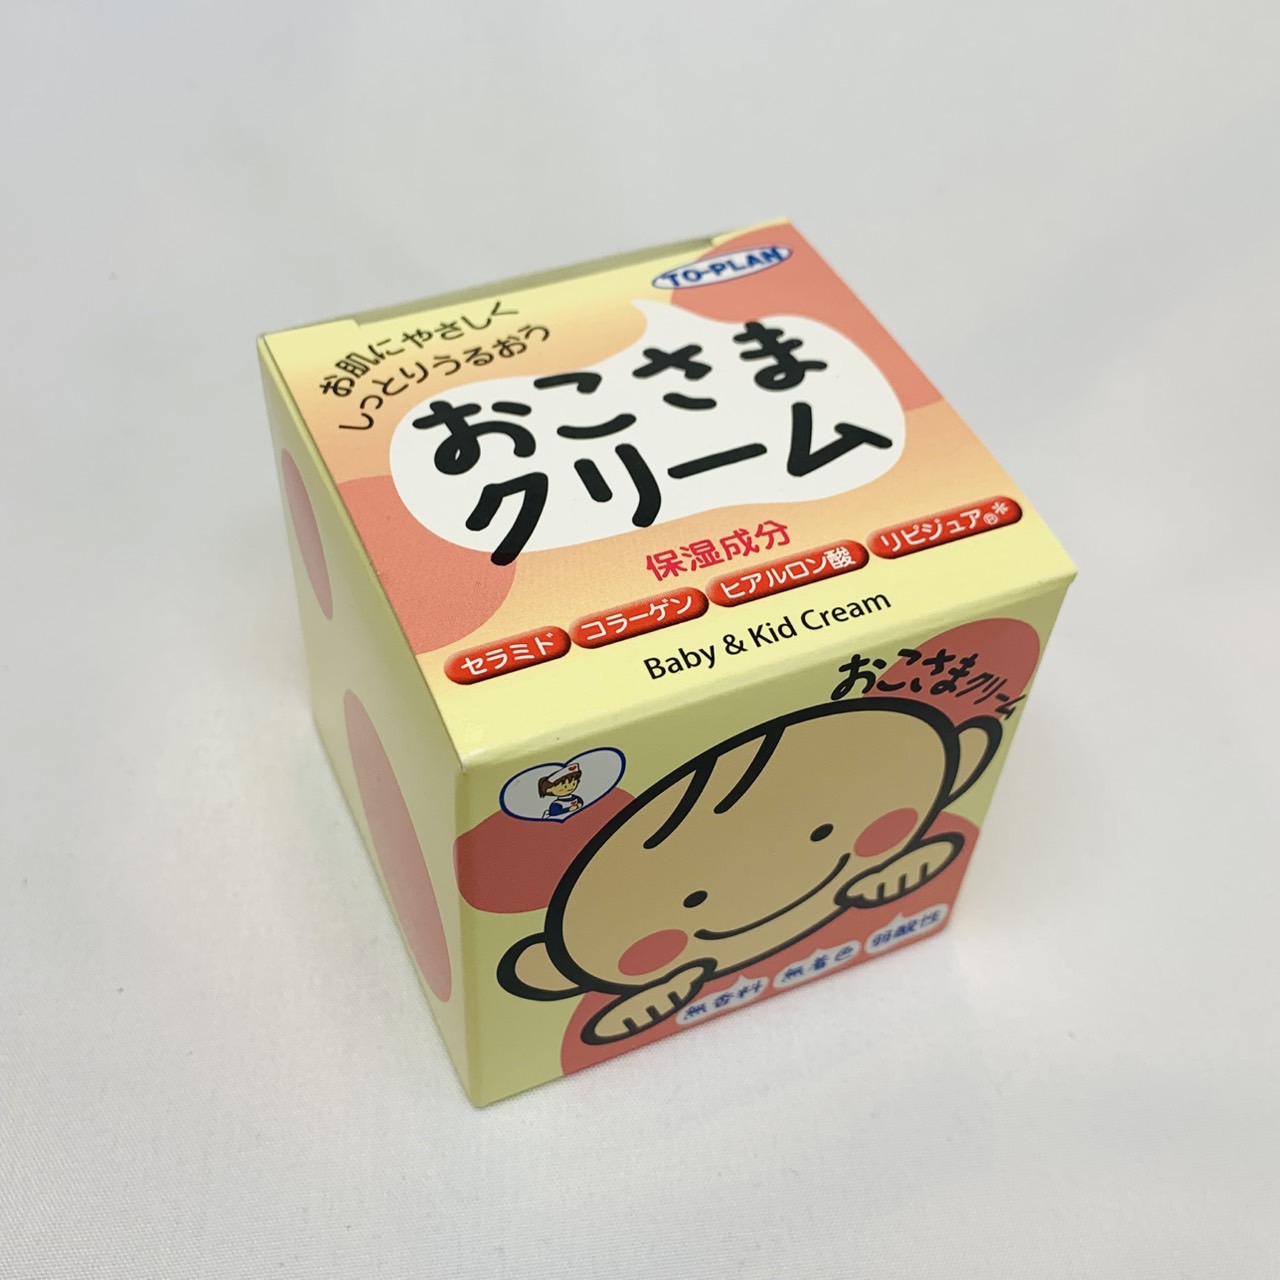 TO-PLAN
お肌にやさしく
しっとりうるおう
おこさま
クリーム
保湿成分
セラミド コラーゲン ヒアルロン酸 リピジュア®*
Baby & Kid Cream
おこさまクリーム
無香料 無着色 弱酸性